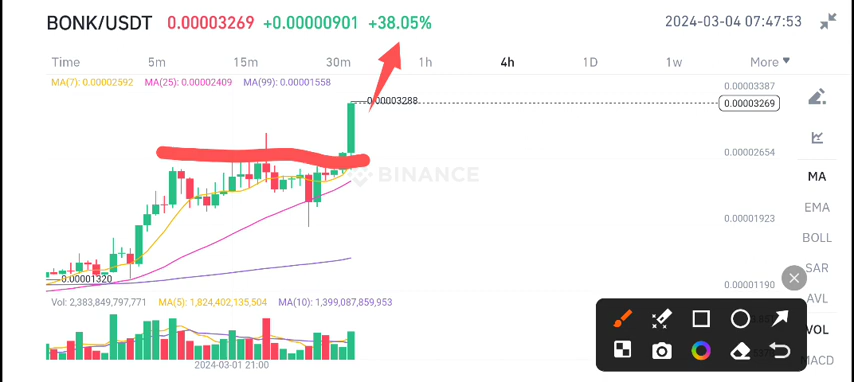 BONK/USDT 0.00003269 +0.00000901 +38.05% 2024-03-04 07:47:53
Time 5m 15m 30m 1h 4h 1D 1w More
MA(7): 0.00002592 MA(25): 0.00002409 MA(99): 0.00001558
0.00003387
0.00003288
0.00003269
0.00002654
BINANCE
MA
EMA
0.00001923
BOLL
SAR
0.00001320
0.00001190
AVL
Vol: 2,383,849,797,771 MA(5): 1,824,402,135,504 MA(10): 1,399,087,859,953
VOL
MACD
2024-03-01 21:00